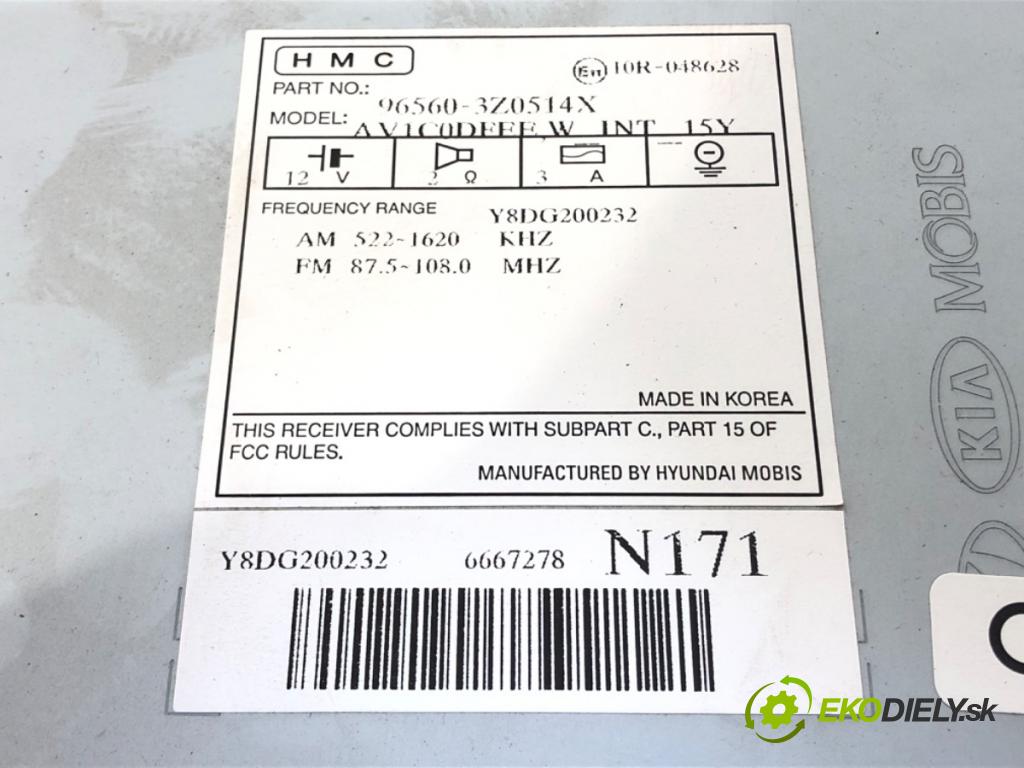 HMC
10R-048628
PART NO.:
96560-3Z0514X
MODEL:
INT 15Y
12 V 2 Ω 3 A
FREQUENCY RANGE Y8DG200232
AM 522~1620 KHZ
FM 87.5~108.0 MHZ
MADE IN KOREA
THIS RECEIVER COMPLIES WITH SUBPART C., PART 15 OF
FCC RULES.
MANUFACTURED BY HYUNDAI MOBIS
Y8DG200232 6667278 N171
MOBIS
KIA
EKODIELY.sk